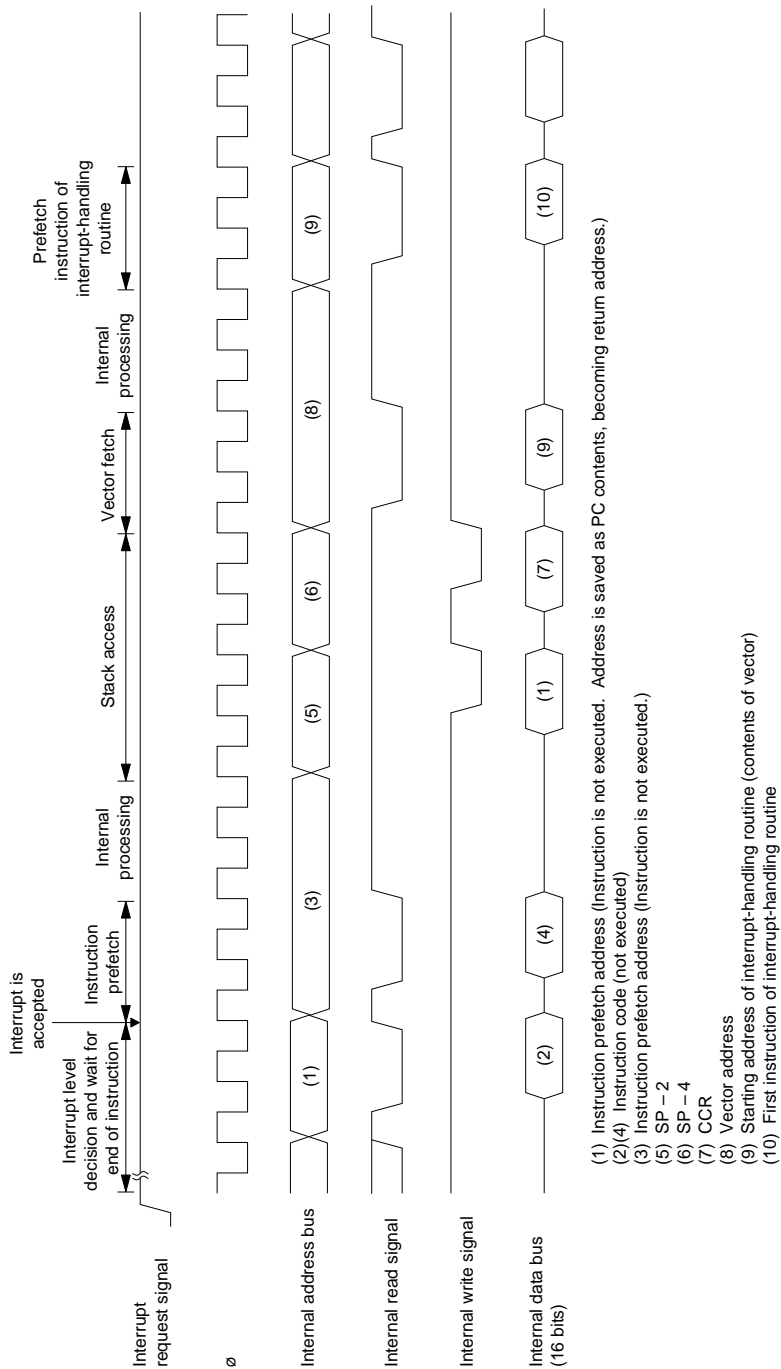 Interrupt is
accepted
Interrupt level
decision and wait for
end of instruction
Instruction
prefetch
Internal
processing
Stack access
Vector fetch
Internal
processing
Prefetch
instruction of
interrupt-handling
routine
Interrupt
request signal
ø
Internal address bus
(1)
(3)
(5)
(6)
(8)
(9)
Internal read signal
Internal write signal
Internal data bus
(16 bits)
(2)
(4)
(1)
(7)
(9)
(10)
(1) Instruction prefetch address (Instruction is not executed. Address is saved as PC contents, becoming return address.)
(2)(4) Instruction code (not executed)
(3) Instruction prefetch address (Instruction is not executed.)
(5) SP – 2
(6) SP – 4
(7) CCR
(8) Vector address
(9) Starting address of interrupt-handling routine (contents of vector)
(10) First instruction of interrupt-handling routine